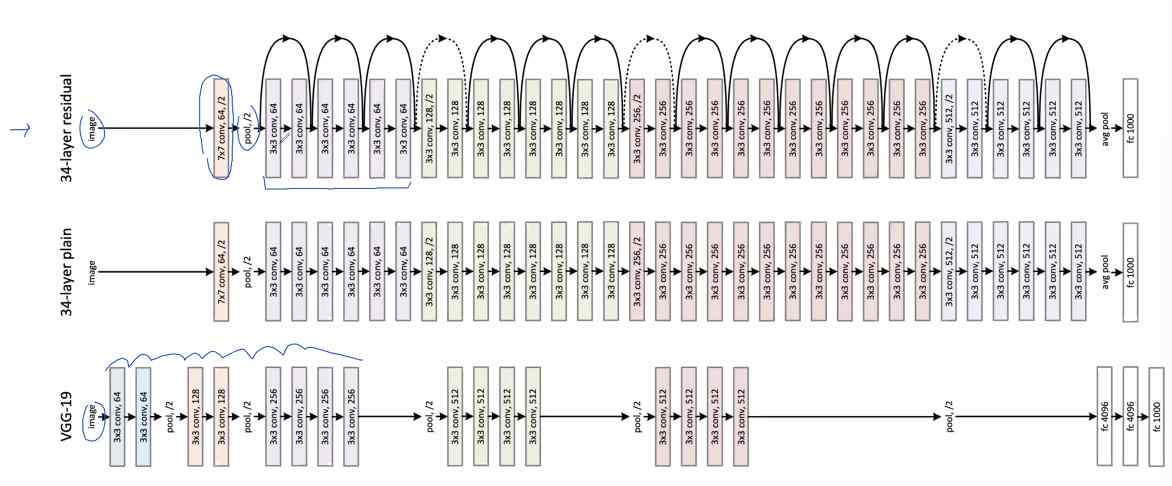 34-layer residual
image
7x7 conv, 64, /2
pool, /2
3x3 conv, 64
3x3 conv, 64
3x3 conv, 64
3x3 conv, 64
3x3 conv, 64
3x3 conv, 64
3x3 conv, 128, /2
3x3 conv, 128
3x3 conv, 128
3x3 conv, 128
3x3 conv, 128
3x3 conv, 128
3x3 conv, 128
3x3 conv, 128
3x3 conv, 256, /2
3x3 conv, 256
3x3 conv, 256
3x3 conv, 256
3x3 conv, 256
3x3 conv, 256
3x3 conv, 256
3x3 conv, 256
3x3 conv, 256
3x3 conv, 256
3x3 conv, 256
3x3 conv, 256
3x3 conv, 512, /2
3x3 conv, 512
3x3 conv, 512
3x3 conv, 512
3x3 conv, 512
3x3 conv, 512
avg pool
fc 1000
34-layer plain
image
7x7 conv, 64, /2
pool, /2
3x3 conv, 64
3x3 conv, 64
3x3 conv, 64
3x3 conv, 64
3x3 conv, 64
3x3 conv, 64
3x3 conv, 128, /2
3x3 conv, 128
3x3 conv, 128
3x3 conv, 128
3x3 conv, 128
3x3 conv, 128
3x3 conv, 128
3x3 conv, 128
3x3 conv, 256, /2
3x3 conv, 256
3x3 conv, 256
3x3 conv, 256
3x3 conv, 256
3x3 conv, 256
3x3 conv, 256
3x3 conv, 256
3x3 conv, 256
3x3 conv, 256
3x3 conv, 256
3x3 conv, 256
3x3 conv, 512, /2
3x3 conv, 512
3x3 conv, 512
3x3 conv, 512
3x3 conv, 512
3x3 conv, 512
avg pool
fc 1000
VGG-19
image
3x3 conv, 64
3x3 conv, 64
pool, /2
3x3 conv, 128
3x3 conv, 128
pool, /2
3x3 conv, 256
3x3 conv, 256
3x3 conv, 256
3x3 conv, 256
pool, /2
3x3 conv, 512
3x3 conv, 512
3x3 conv, 512
3x3 conv, 512
pool, /2
3x3 conv, 512
3x3 conv, 512
3x3 conv, 512
3x3 conv, 512
pool, /2
fc 4096
fc 4096
fc 1000